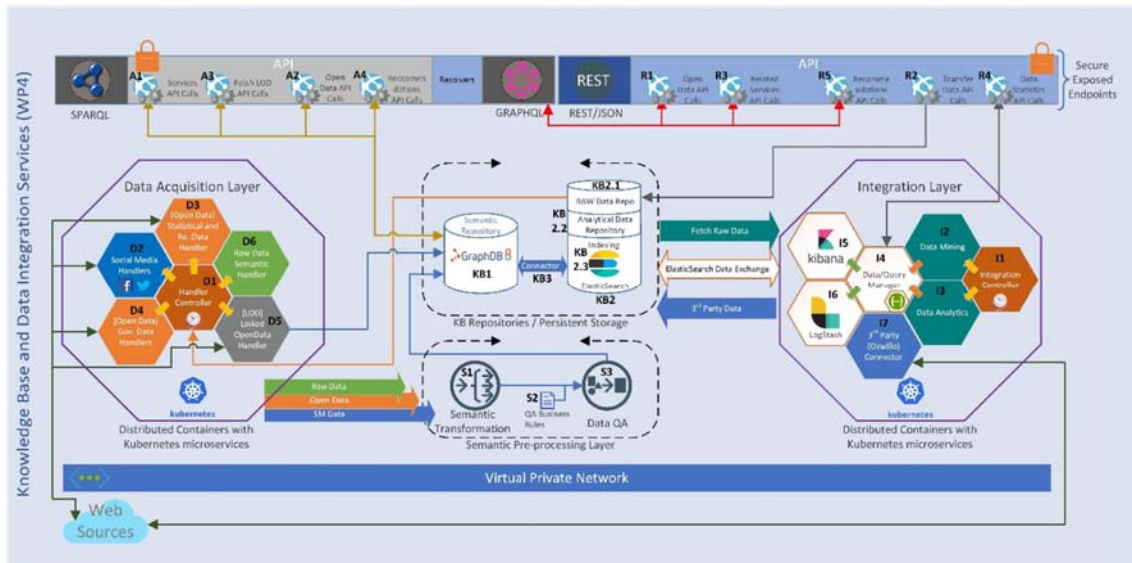 Knowledge Base and Data Integration Services (WP4)
SPARQL
API
A1
Services
API Calls
A3
Fetch LOD
API Calls
A2
Open
Data API
Calls
A4
Recommen
dations
API Calls
Resolvers
GRAPHQL
REST
REST/JSON
API
R1
Open
Data API
Calls
R3
Related
Services
API Calls
R5
Recomme
ndations
API Calls
R2
Transfer
Data API
Calls
R4
Data
Statistics
API Calls
Secure
Exposed
Endpoints
Data Acquisition Layer
D3
[Open Data]
Statistical and
Re. Data
Handler
D2
Social Media
Handlers
D6
Raw Data
Semantic
Handler
D1
Handler
Controller
D4
[Open Data]
Gov. Data
Handlers
D5
[LOD]
Linked
OpenData
Handler
kubernetes
Distributed Containers with
Kubernetes microservices
Semantic
Repository
GraphDB
KB1
Connector
KB3
KB2.1
RAW Data Repo
KB
2.2
Analytical Data
Repository
Indexing
KB
2.3
ElasticSearch
KB2
KB Repositories / Persistent Storage
Fetch Raw Data
ElasticSearch Data Exchange
3rd Party Data
Integration Layer
I5
kibana
I2
Data Mining
I4
Data/Query
Manager
I1
Integration
Controller
I6
LogStash
I3
Data Analytics
I7
3rd Party
(Ozwillo)
Connector
kubernetes
Distributed Containers with
Kubernetes microservices
Raw Data
Open Data
SM Data
S1
Semantic
Transformation
S2
QA Business
Rules
S3
Data QA
Semantic Pre-processing Layer
Virtual Private Network
Web
Sources